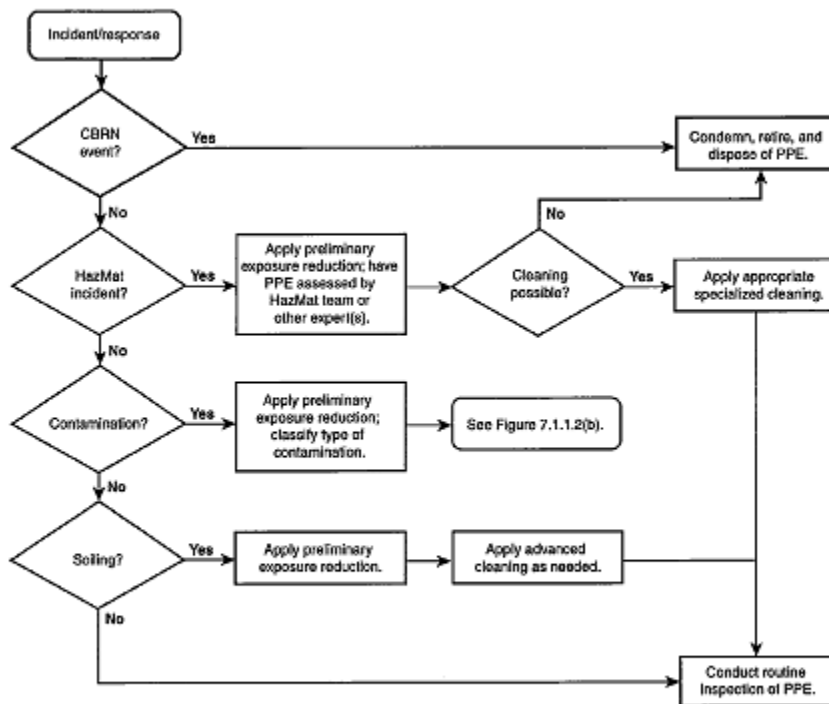 Incident/response
CBRN
event?
Yes
Condemn, retire, and
dispose of PPE.
No
No
HazMat
incident?
Yes
Apply preliminary
exposure reduction; have
PPE assessed by
HazMat team or
other expert(s).
Cleaning
possible?
Yes
Apply appropriate
specialized cleaning.
No
Contamination?
Yes
Apply preliminary
exposure reduction;
classify type of
contamination.
See Figure 7.1.1.2(b).
No
Soiling?
Yes
Apply preliminary
exposure reduction.
Apply advanced
cleaning as needed.
No
Conduct routine
inspection of PPE.